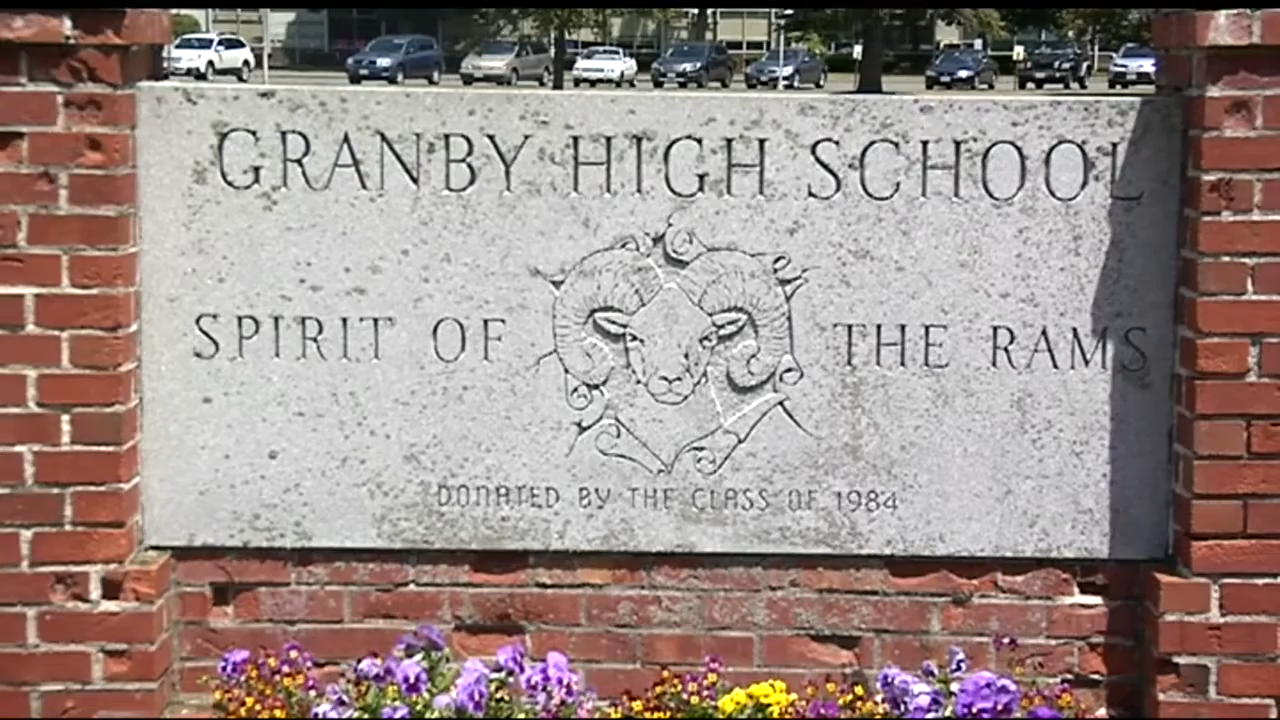 GRANBY HIGH SCHOOL
SPIRIT OF THE RAMS
DONATED BY THE CLASS OF 1984